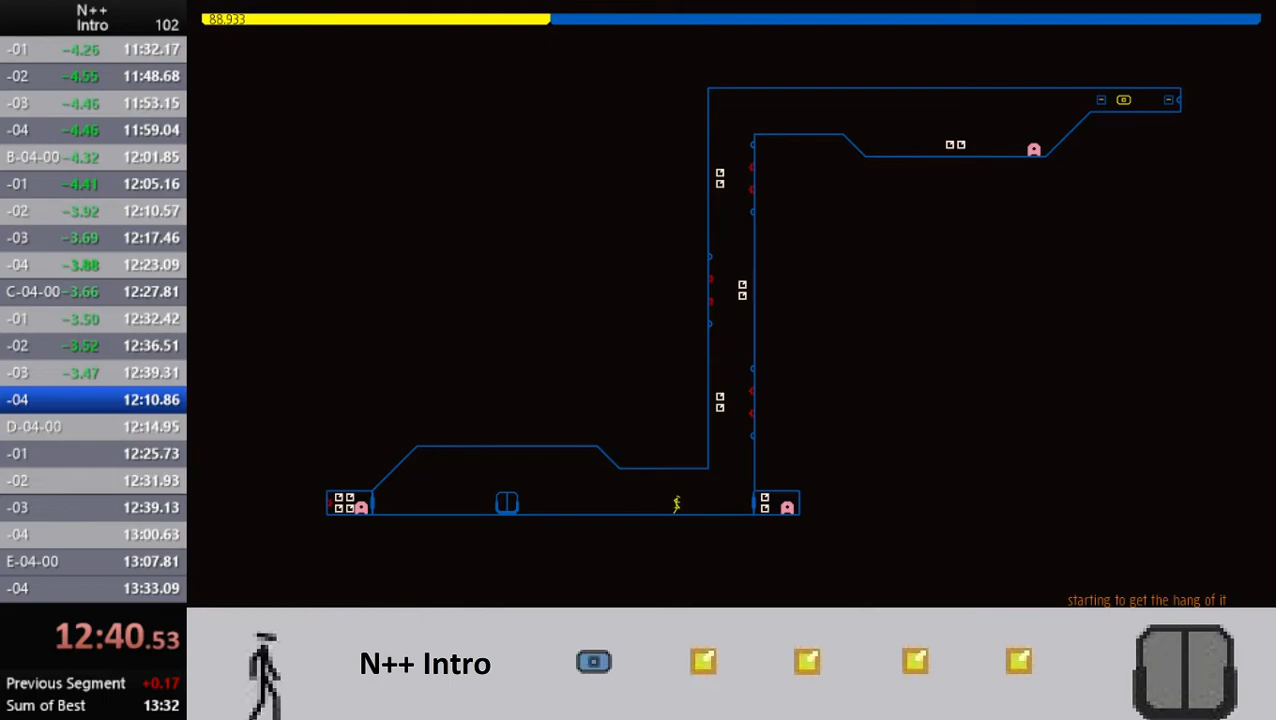 N++
Intro 102
88.933
-01 -4.26 11:32.17
-02 -4.55 11:48.68
-03 -4.46 11:53.15
-04 -4.46 11:59.04
B-04-00 -4.32 12:01.85
-01 -4.41 12:05.16
-02 -3.92 12:10.57
-03 -3.69 12:17.46
-04 -3.88 12:23.09
C-04-00 -3.66 12:27.81
-01 -3.50 12:32.42
-02 -3.52 12:36.51
-03 -3.47 12:39.31
-04 12:10.86
D-04-00 12:14.95
-01 12:25.73
-02 12:31.93
-03 12:39.13
-04 13:00.63
E-04-00 13:07.81
-04 13:33.09
starting to get the hang of it
12:40.53
Previous Segment +0.17
Sum of Best 13:32
N++ Intro